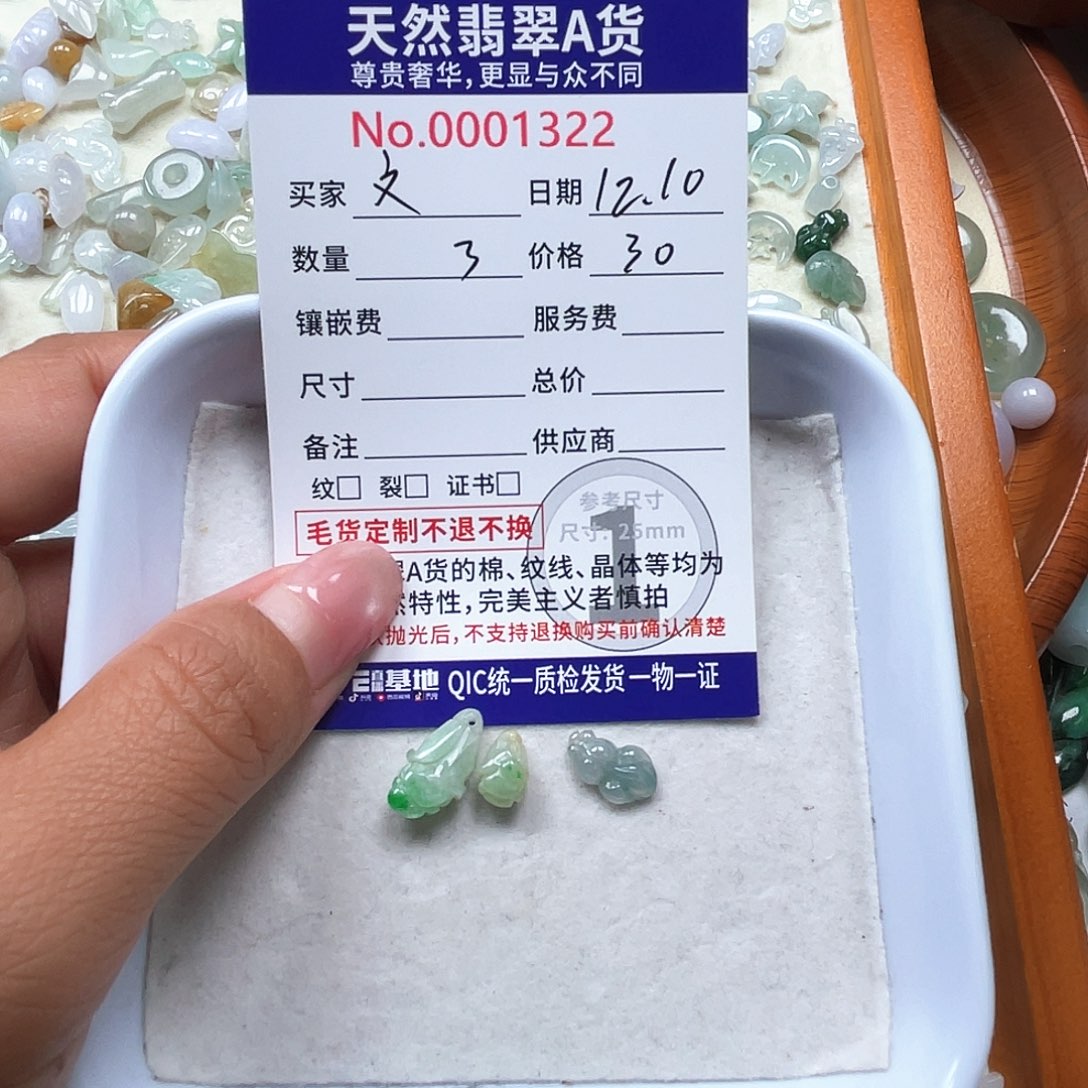 天然翡翠A货
尊贵奢华,更显与众不同
No.0001322
买家 文 日期 12.10
数量 3 价格 30
镶嵌费 服务费
尺寸 总价
备注 供应商
纹□ 裂□ 证书□
参考尺寸
尺寸: 25mm
1
毛货定制不退不换
A货的棉、纹线、晶体等均为
特性,完美主义者慎拍
抛光后,不支持退换购买前确认清楚
直播基地 QIC统一质检发货一物一证